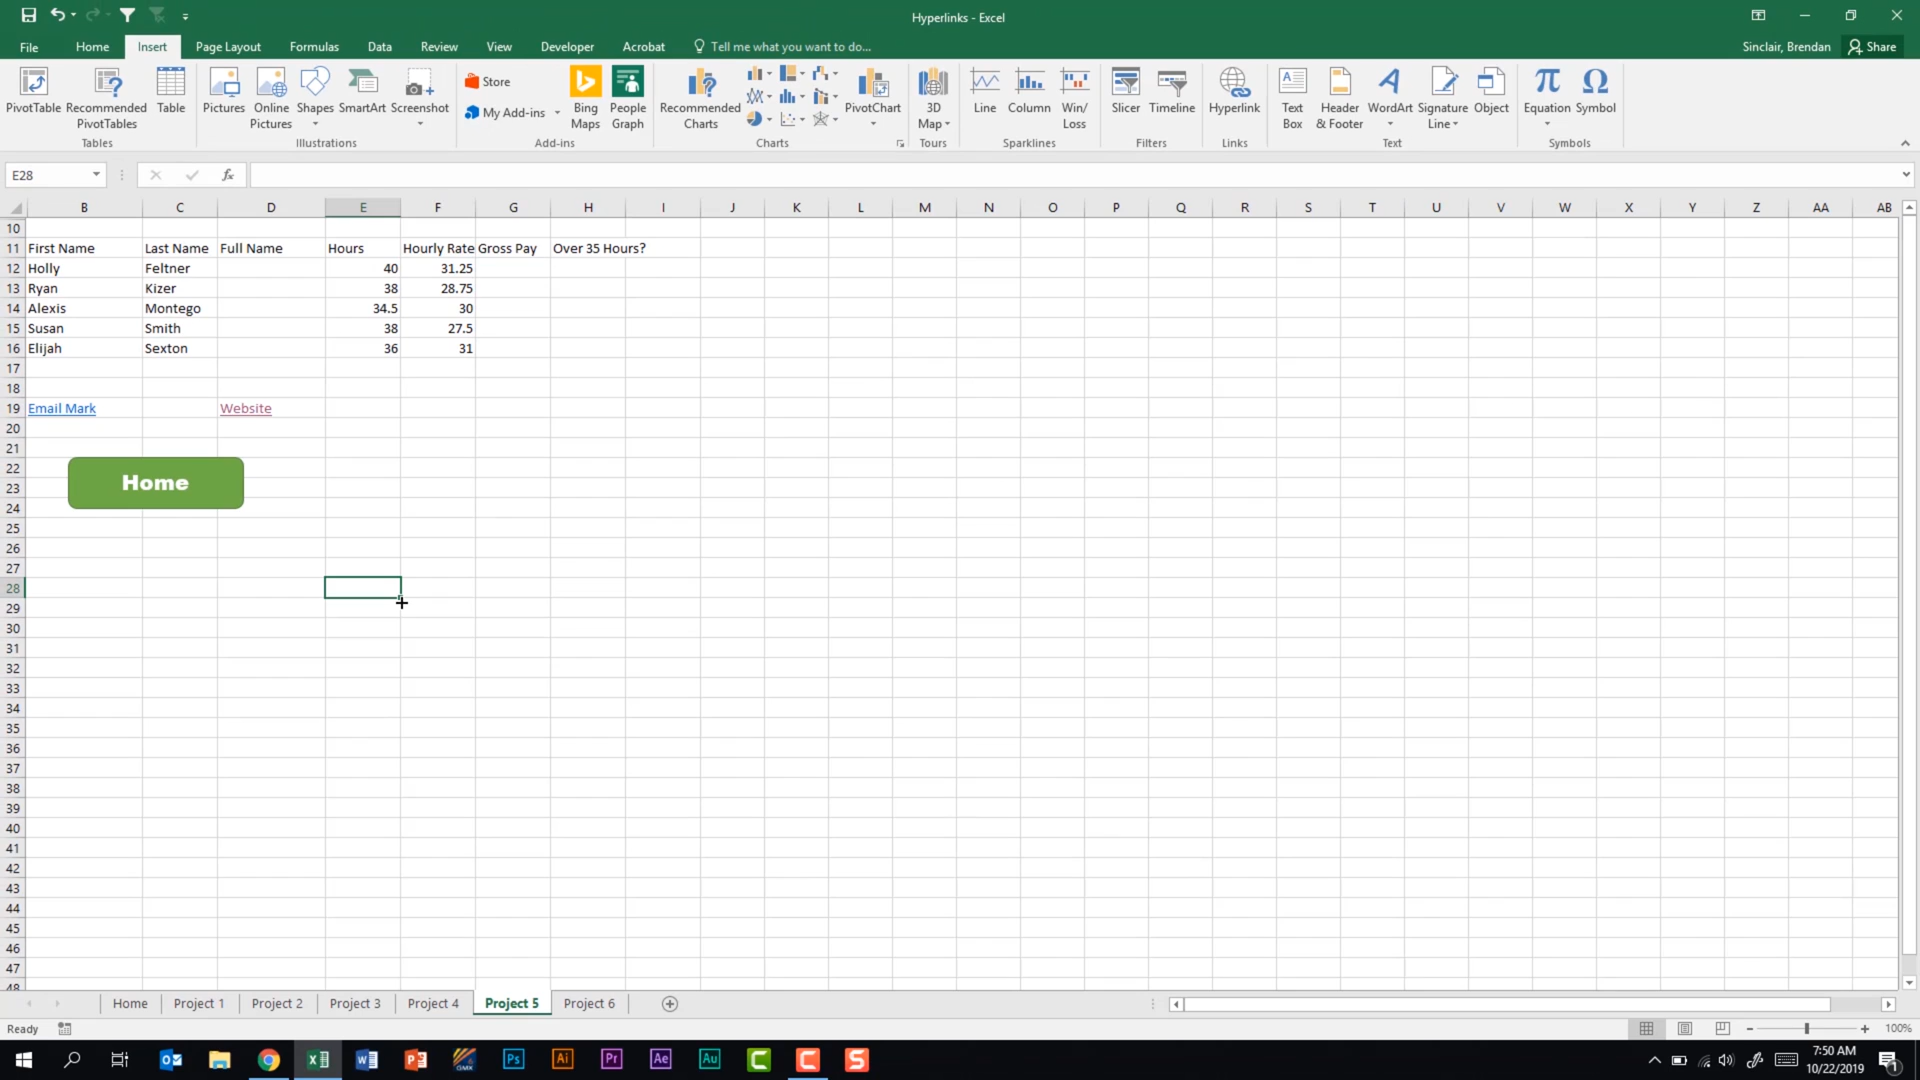 Hyperlinks - Excel
File Home Insert Page Layout Formulas Data Review View Developer Acrobat Tell me what you want to do... Sinclair, Brendan Share
PivotTable Recommended PivotTables Table Pictures Online Pictures Shapes SmartArt Screenshot Store My Add-ins Bing Maps People Graph Recommended Charts PivotChart 3D Map Line Column Win/Loss Slicer Timeline Hyperlink Text Box Header & Footer WordArt Signature Line Object Equation Symbol
Tables Illustrations Add-ins Charts Tours Sparklines Filters Links Text Symbols
E28 fx
B C D E F G H I J K L M N O P Q R S T U V W X Y Z AA AB
10
11 First Name Last Name Full Name Hours Hourly Rate Gross Pay Over 35 Hours?
12 Holly Feltner 40 31.25
13 Ryan Kizer 38 28.75
14 Alexis Montego 34.5 30
15 Susan Smith 38 27.5
16 Elijah Sexton 36 31
17
18
19 Email Mark Website
20
21
22
Home
23
24
25
26
27
28
29
30
31
32
33
34
35
36
37
38
39
40
41
42
43
44
45
46
47
48
Home Project 1 Project 2 Project 3 Project 4 Project 5 Project 6
Ready 100%
Ps Ai Pr Ae Au C C S
7:50 AM
10/22/2019
1